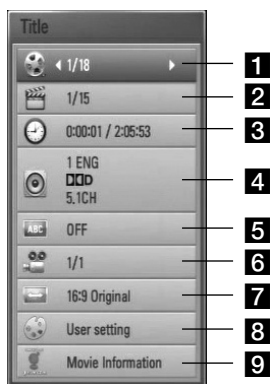 Title
1/18
1
1/15
2
0:00:01 / 2:05:53
3
1 ENG
D
5.1CH
4
ABC
OFF
5
1/1
6
16:9 Original
7
User setting
8
Movie Information
9